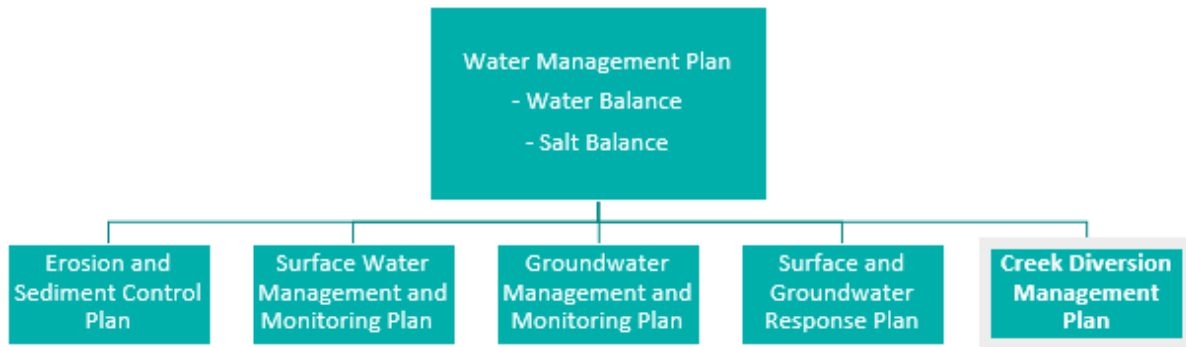 Water Management Plan
- Water Balance
- Salt Balance
Erosion and
Sediment Control
Plan
Surface Water
Management and
Monitoring Plan
Groundwater
Management and
Monitoring Plan
Surface and
Groundwater
Response Plan
Creek Diversion
Management
Plan